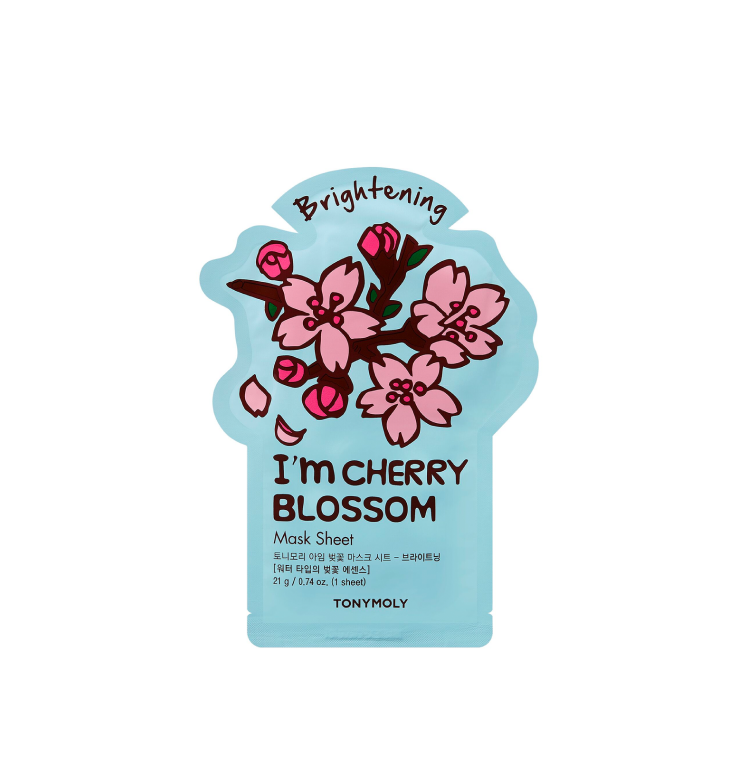 Brightening
I'm CHERRY
BLOSSOM
Mask Sheet
토니모리 아임 벚꽃 마스크 시트 - 브라이트닝
[워터 타입의 벚꽃 에센스]
21 g / 0.74 oz. (1 sheet)
TONYMOLY